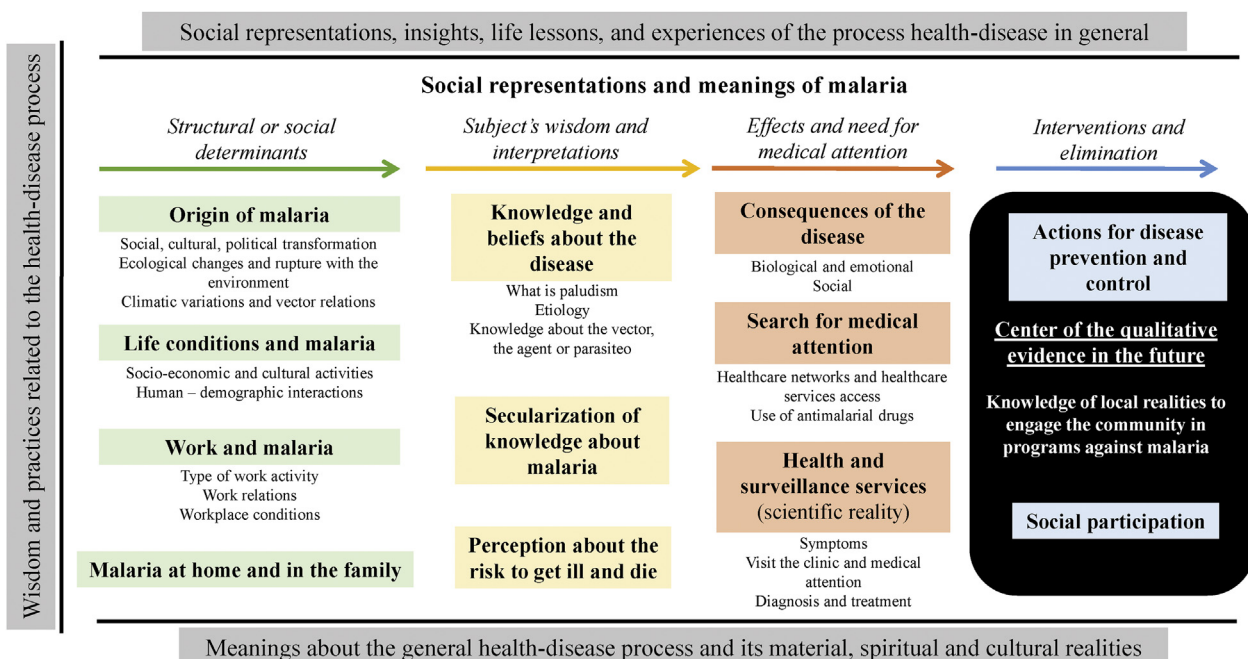 Social representations, insights, life lessons, and experiences of the process health-disease in general
Wisdom and practices related to the health-disease process
Social representations and meanings of malaria
Structural or social
determinants
Origin of malaria
Social, cultural, political transformation
Ecological changes and rupture with the
environment
Climatic variations and vector relations
Life conditions and malaria
Socio-economic and cultural activities
Human – demographic interactions
Work and malaria
Type of work activity
Work relations
Workplace conditions
Malaria at home and in the family
Subject's wisdom and
interpretations
Knowledge and
beliefs about the
disease
What is paludism
Etiology
Knowledge about the vector,
the agent or parasiteo
Secularization of
knowledge about
malaria
Perception about the
risk to get ill and die
Effects and need for
medical attention
Consequences of the
disease
Biological and emotional
Social
Search for medical
attention
Healthcare networks and healthcare
services access
Use of antimalarial drugs
Health and
surveillance services
(scientific reality)
Symptoms
Visit the clinic and medical
attention
Diagnosis and treatment
Interventions and
elimination
Actions for disease
prevention and
control
Center of the qualitative
evidence in the future
Knowledge of local realities to
engage the community in
programs against malaria
Social participation
Meanings about the general health-disease process and its material, spiritual and cultural realities